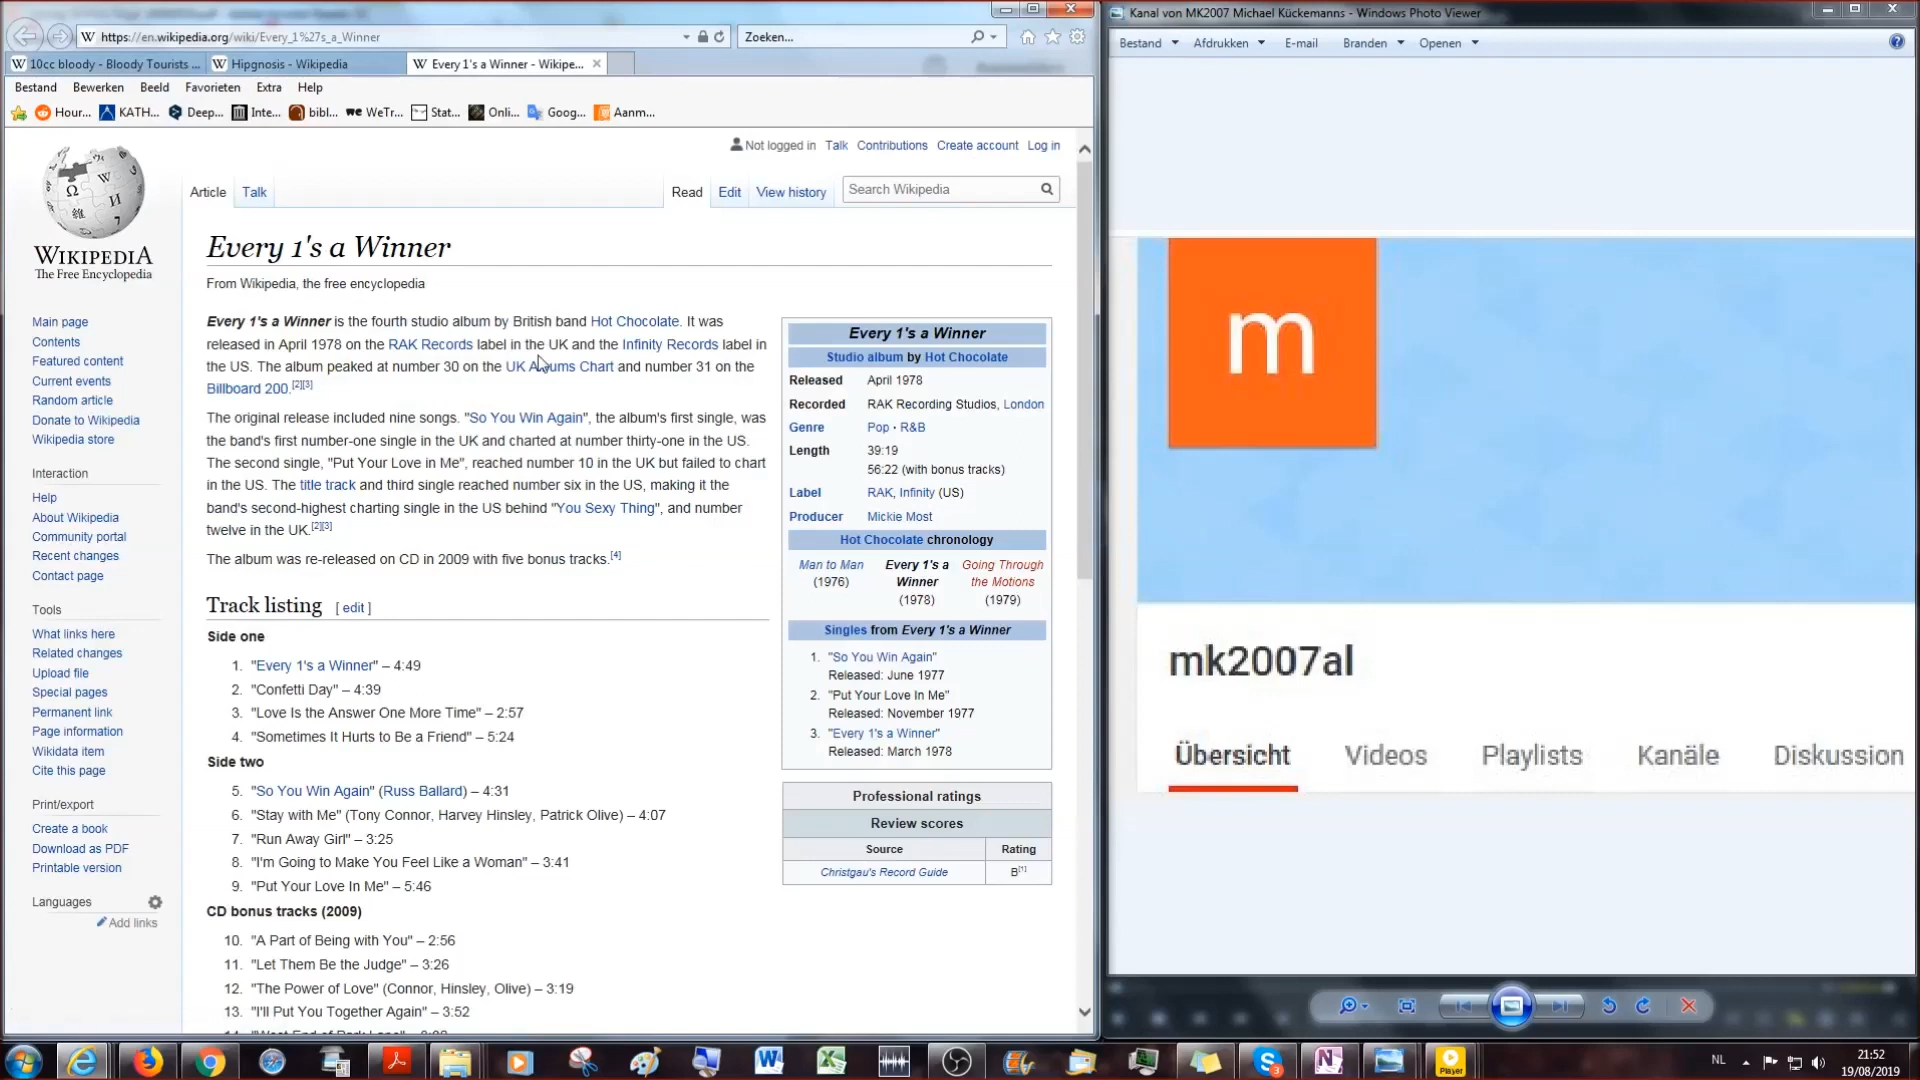 https://en.wikipedia.org/wiki/Every_1%27s_a_Winner
Zoeken...
10cc bloody - Bloody Tourists ...
Hipgnosis - Wikipedia
Every 1's a Winner - Wikipe...
Bestand Bewerken Beeld Favorieten Extra Help
Hour... KATH... Deep... Inte... bibl... WeTr... Stat... Onli... Goog... Aanm...
Not logged in Talk Contributions Create account Log in
Article Talk
Read Edit View history
Search Wikipedia
WIKIPEDIA
The Free Encyclopedia
Main page
Contents
Featured content
Current events
Random article
Donate to Wikipedia
Wikipedia store
Interaction
Help
About Wikipedia
Community portal
Recent changes
Contact page
Tools
What links here
Related changes
Upload file
Special pages
Permanent link
Page information
Wikidata item
Cite this page
Print/export
Create a book
Download as PDF
Printable version
Languages
Add links
Every 1's a Winner
From Wikipedia, the free encyclopedia
Every 1's a Winner is the fourth studio album by British band Hot Chocolate. It was
released in April 1978 on the RAK Records label in the UK and the Infinity Records label in
the US. The album peaked at number 30 on the UK Albums Chart and number 31 on the
Billboard 200.[2][3]
The original release included nine songs. "So You Win Again", the album's first single, was
the band's first number-one single in the UK and charted at number thirty-one in the US.
The second single, "Put Your Love in Me", reached number 10 in the UK but failed to chart
in the US. The title track and third single reached number six in the US, making it the
band's second-highest charting single in the US behind "You Sexy Thing", and number
twelve in the UK.[2][3]
The album was re-released on CD in 2009 with five bonus tracks.[4]
Track listing [ edit ]
Side one
1. "Every 1's a Winner" – 4:49
2. "Confetti Day" – 4:39
3. "Love Is the Answer One More Time" – 2:57
4. "Sometimes It Hurts to Be a Friend" – 5:24
Side two
5. "So You Win Again" (Russ Ballard) – 4:31
6. "Stay with Me" (Tony Connor, Harvey Hinsley, Patrick Olive) – 4:07
7. "Run Away Girl" – 3:25
8. "I'm Going to Make You Feel Like a Woman" – 3:41
9. "Put Your Love In Me" – 5:46
CD bonus tracks (2009)
10. "A Part of Being with You" – 2:56
11. "Let Them Be the Judge" – 3:26
12. "The Power of Love" (Connor, Hinsley, Olive) – 3:19
13. "I'll Put You Together Again" – 3:52
Every 1's a Winner
Studio album by Hot Chocolate
Released April 1978
Recorded RAK Recording Studios, London
Genre Pop · R&B
Length 39:19
56:22 (with bonus tracks)
Label RAK, Infinity (US)
Producer Mickie Most
Hot Chocolate chronology
Man to Man Every 1's a Going Through
(1976) Winner the Motions
(1978) (1979)
Singles from Every 1's a Winner
1. "So You Win Again"
Released: June 1977
2. "Put Your Love In Me"
Released: November 1977
3. "Every 1's a Winner"
Released: March 1978
Professional ratings
Review scores
Source Rating
Christgau's Record Guide B[1]
Kanal von MK2007 Michael Kückemanns - Windows Photo Viewer
Bestand Afdrukken E-mail Branden Openen
m
mk2007al
Übersicht Videos Playlists Kanäle Diskussion
NL
21:52
19/08/2019